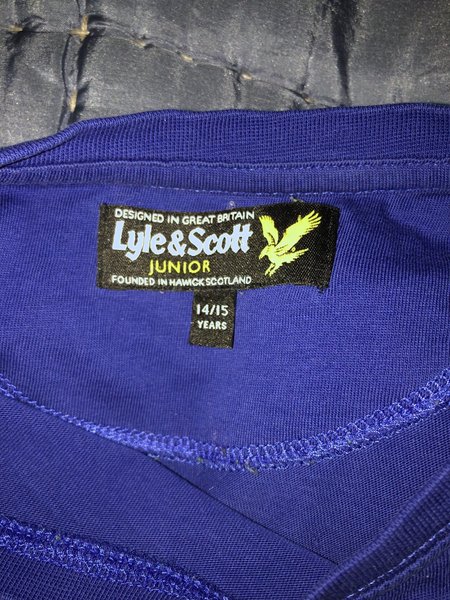 DESIGNED IN GREAT BRITAIN
Lyle & Scott
JUNIOR
FOUNDED IN HAWICK SCOTLAND
14/15
YEARS